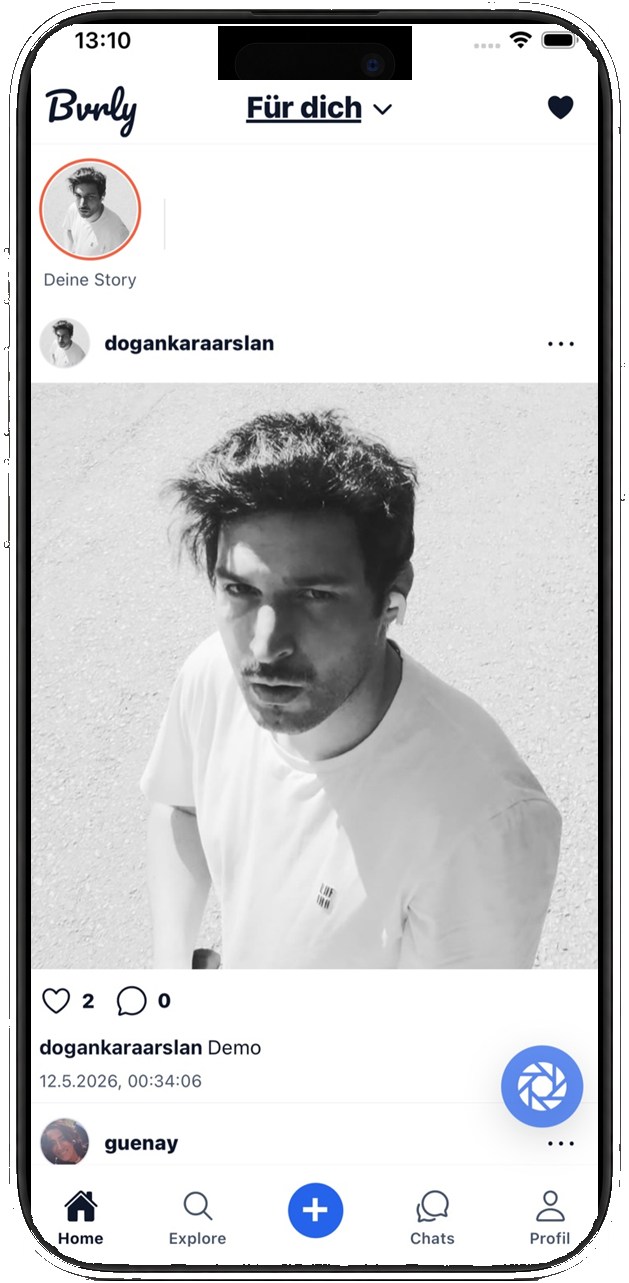 13:10
Bvrly
Für dich
Deine Story
dogankaraarslan
2 0
dogankaraarslan Demo
12.5.2026, 00:34:06
guenay
Home Explore Chats Profil